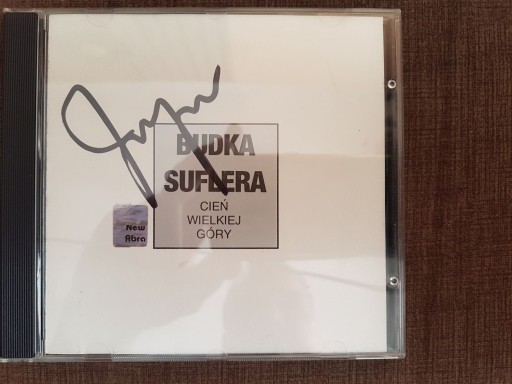 BUDKA
SUFLERA
CIEŃ
WIELKIEJ
GÓRY
New
Abra